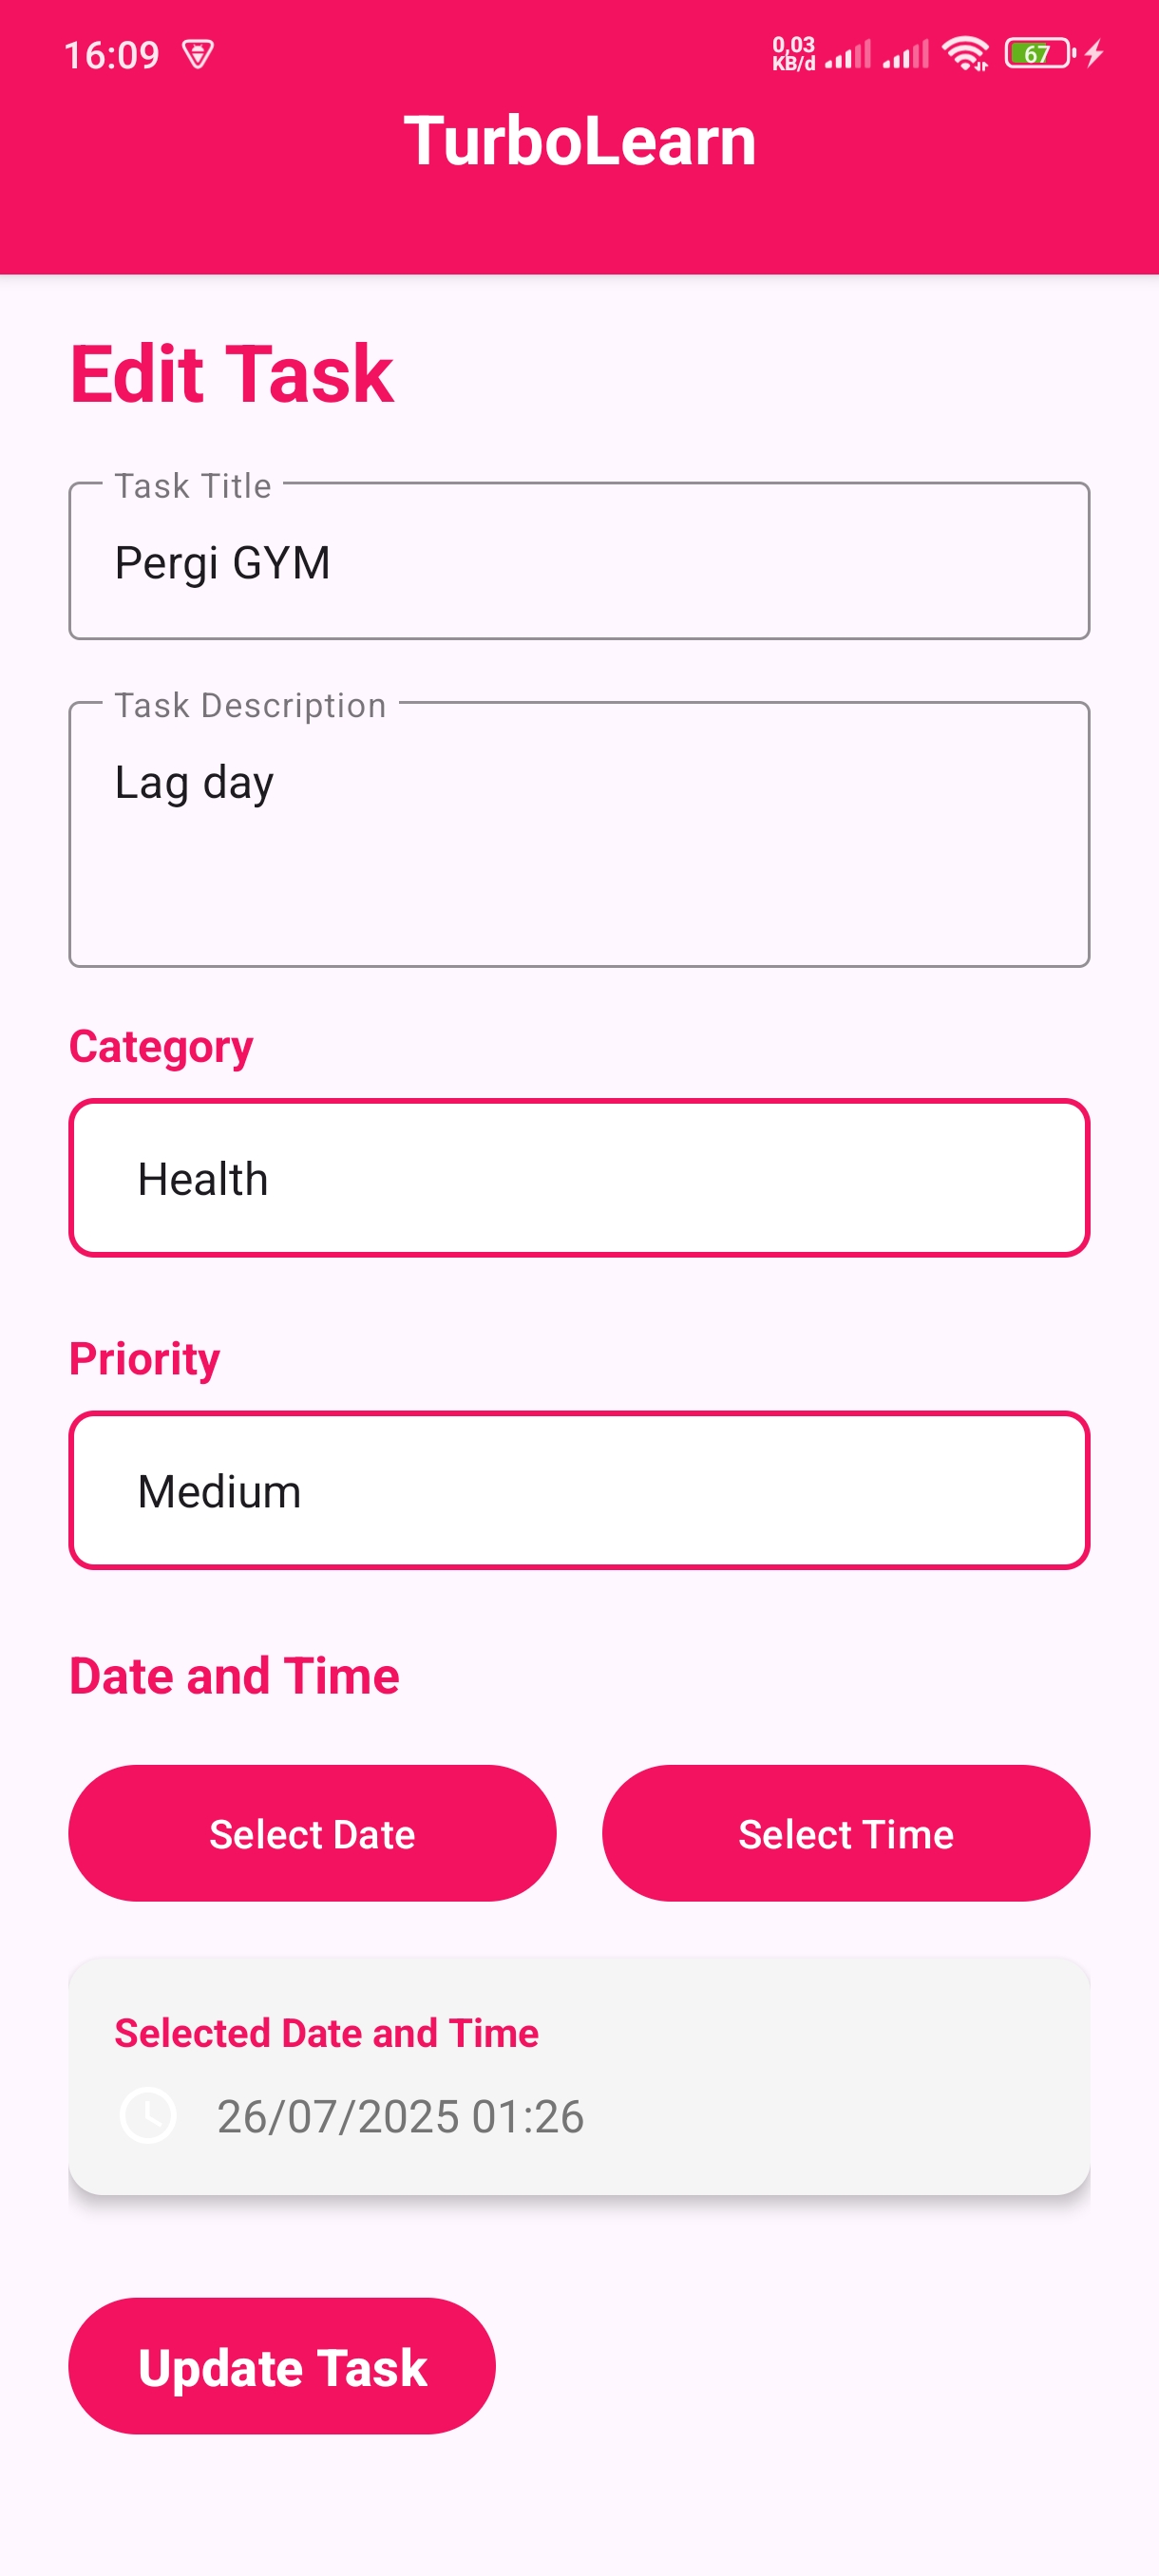 16:09
0,03
KB/d
67
TurboLearn
Edit Task
Task Title
Pergi GYM
Task Description
Lag day
Category
Health
Priority
Medium
Date and Time
Select Date
Select Time
Selected Date and Time
26/07/2025 01:26
Update Task